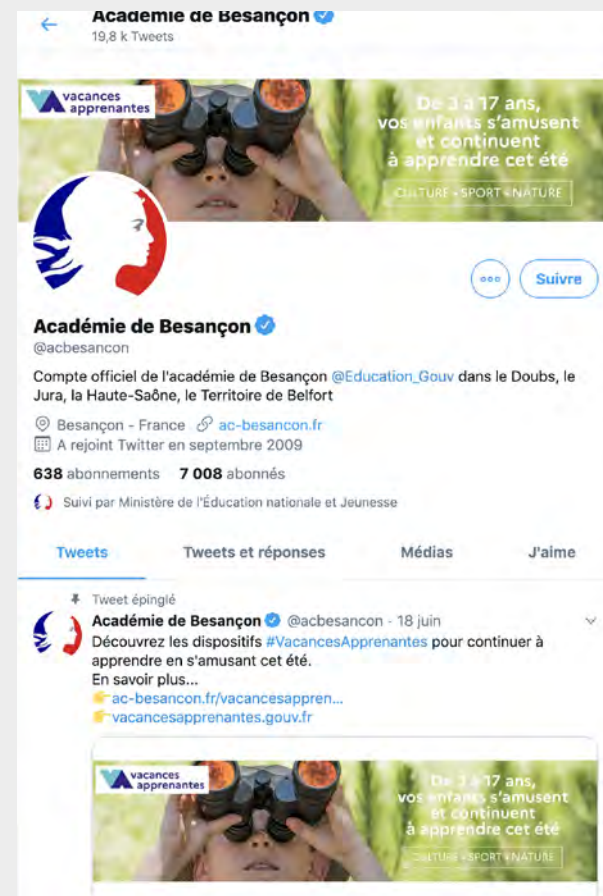 Académie de Besançon
19,8 k Tweets
vacances
apprenantes
De 3 à 17 ans,
vos enfants s'amusent
et continuent
à apprendre cet été
CULTURE • SPORT • NATURE
Suivre
Académie de Besançon
@acbesancon
Compte officiel de l'académie de Besançon @Education_Gouv dans le Doubs, le
Jura, la Haute-Saône, le Territoire de Belfort
Besançon - France ac-besancon.fr
A rejoint Twitter en septembre 2009
638 abonnements 7 008 abonnés
Suivi par Ministère de l'Éducation nationale et Jeunesse
Tweets Tweets et réponses Médias J'aime
Tweet épinglé
Académie de Besançon @acbesancon · 18 juin
Découvrez les dispositifs #VacancesApprenantes pour continuer à
apprendre en s'amusant cet été.
En savoir plus...
👉ac-besancon.fr/vacancesappren...
👉vacancesapprenantes.gouv.fr
vacances
apprenantes
De 3 à 17 ans,
vos enfants s'amusent
et continuent
à apprendre cet été
CULTURE • SPORT • NATURE